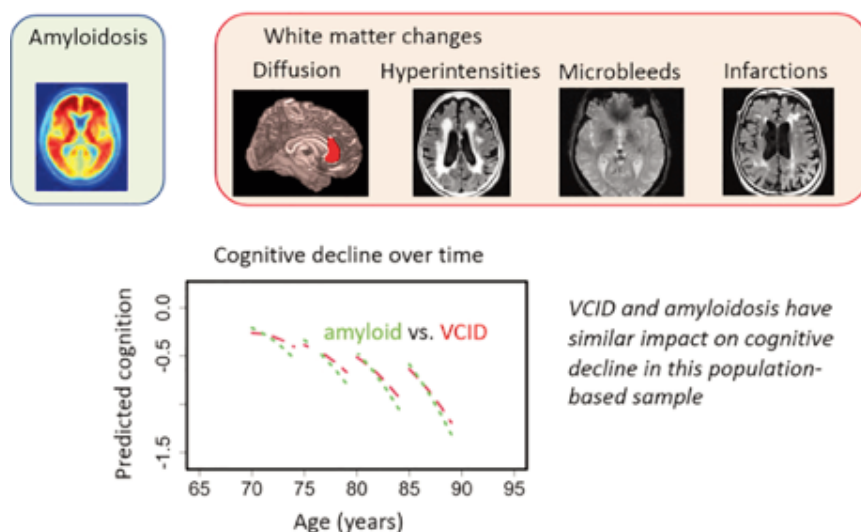 Amyloidosis
White matter changes
Diffusion
Hyperintensities
Microbleeds
Infarctions
Cognitive decline over time
Predicted cognition
0.0
-0.5
-1.5
amyloid vs. VCID
65 70 75 80 85 90 95
Age (years)
VCID and amyloidosis have
similar impact on cognitive
decline in this population-
based sample